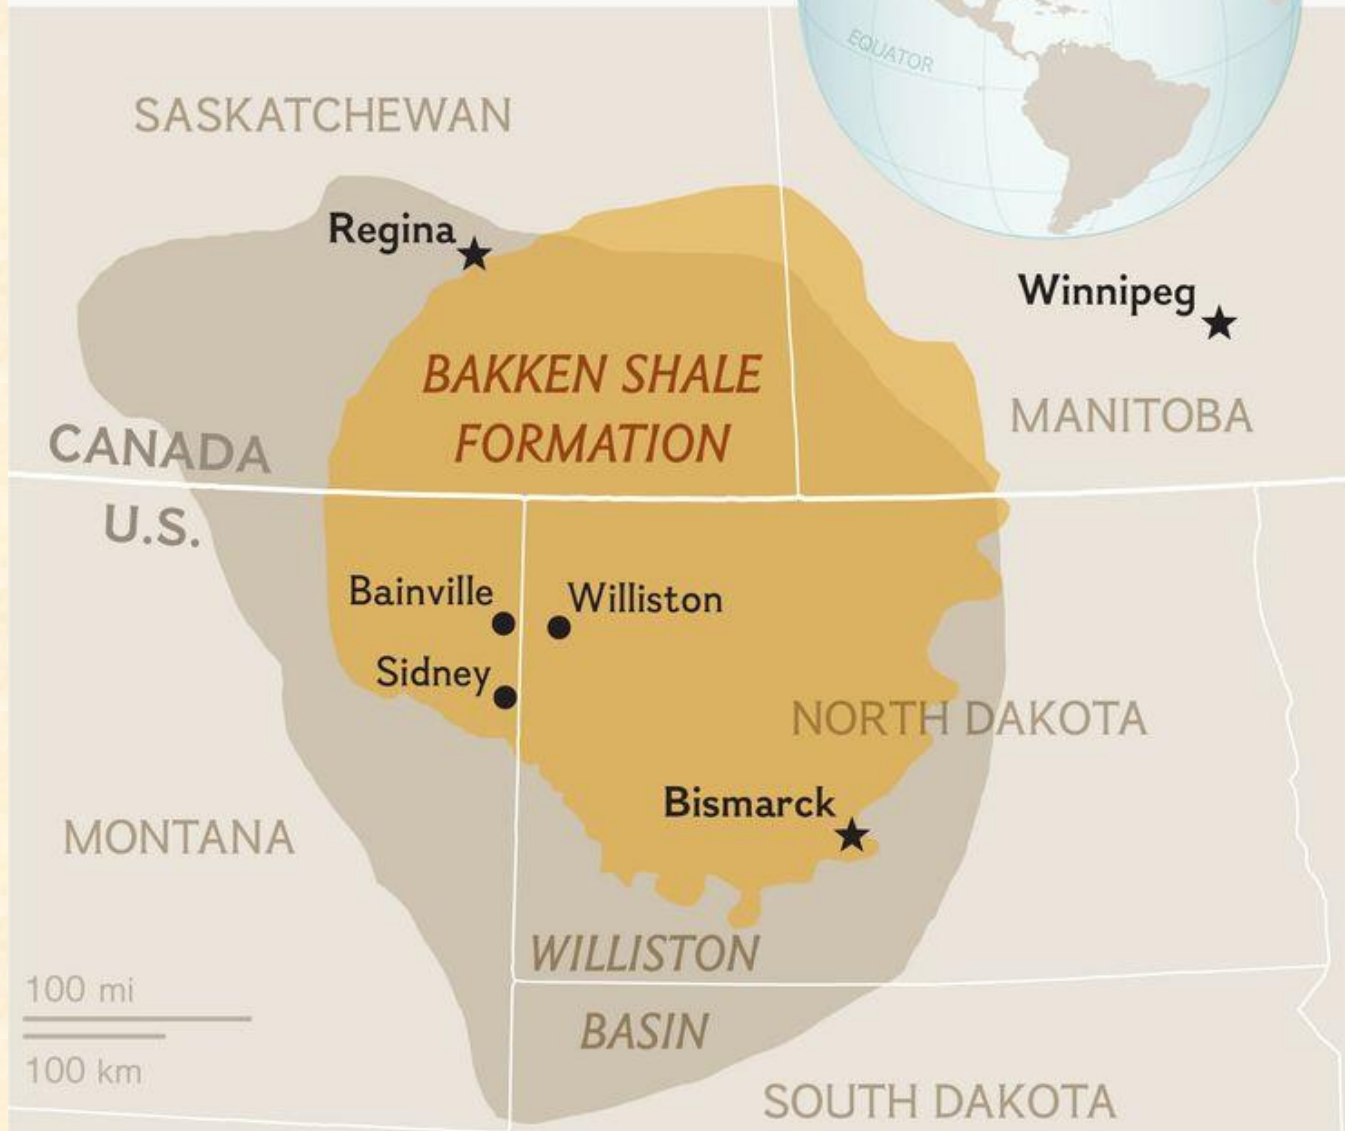 EQUATOR
SASKATCHEWAN
Regina
Winnipeg
BAKKEN SHALE
FORMATION
MANITOBA
CANADA
U.S.
Bainville
Williston
Sidney
NORTH DAKOTA
Bismarck
MONTANA
WILLISTON
BASIN
100 mi
100 km
SOUTH DAKOTA